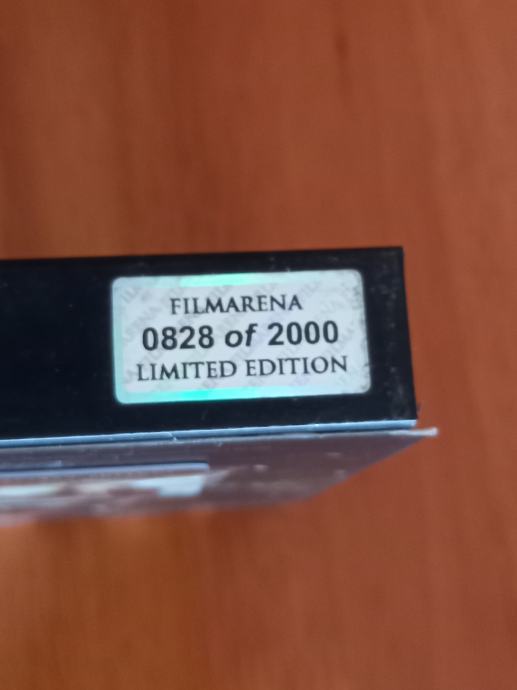 FILMARENA
0828 of 2000
LIMITED EDITION